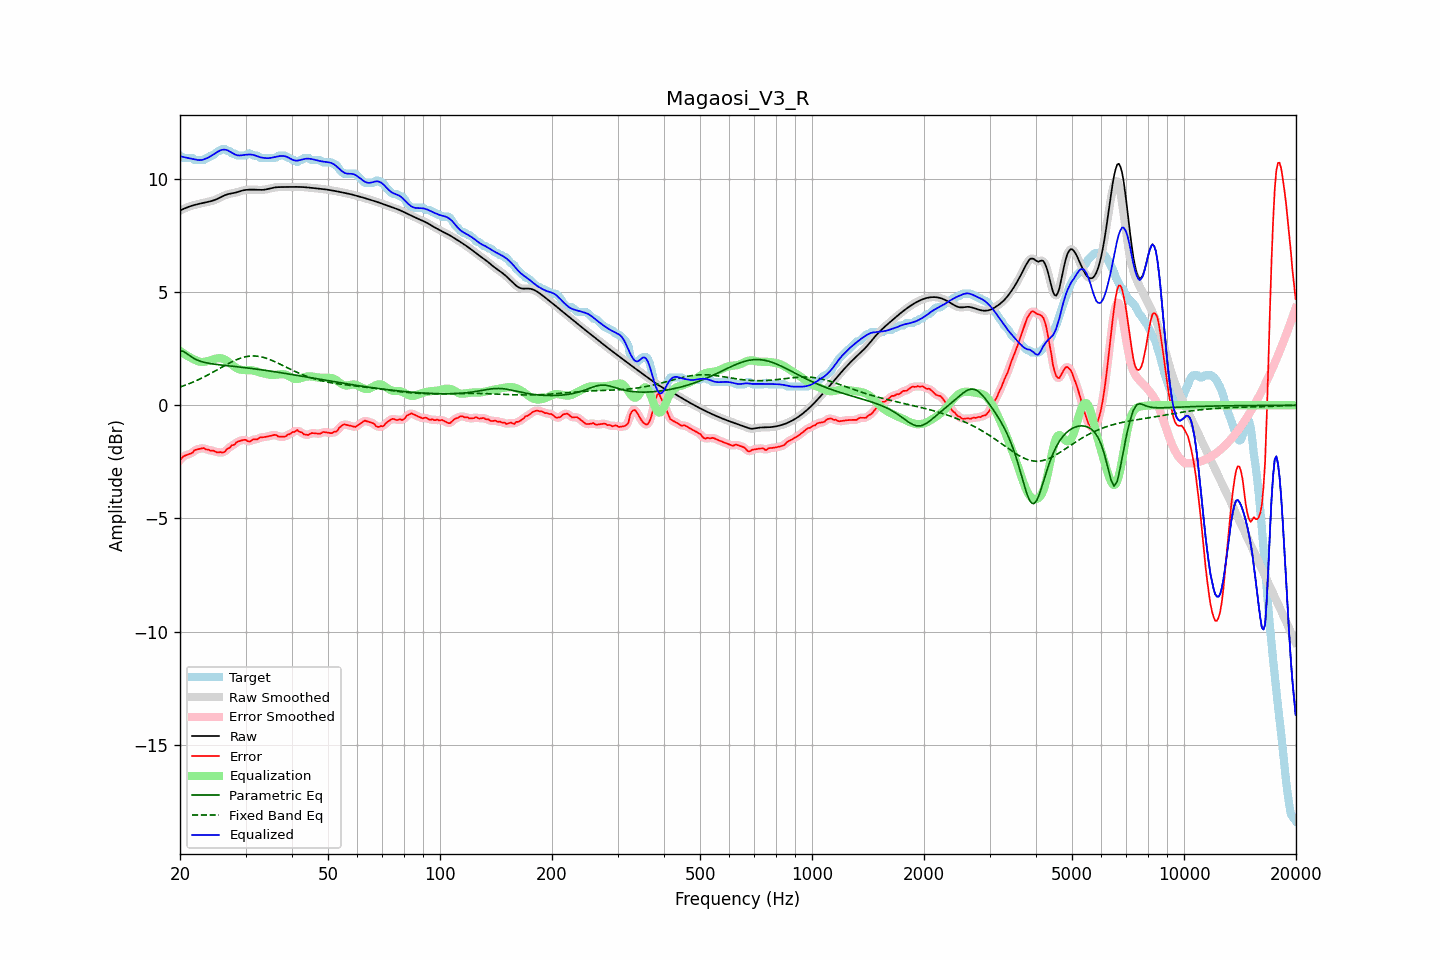 Magaosi_V3_R
10
5
0
−5
−10
−15
Amplitude (dBr)
Target
Raw Smoothed
Error Smoothed
Raw
Error
Equalization
Parametric Eq
Fixed Band Eq
Equalized
20 50 100 200 500 1000 2000 5000 10000 20000
Frequency (Hz)